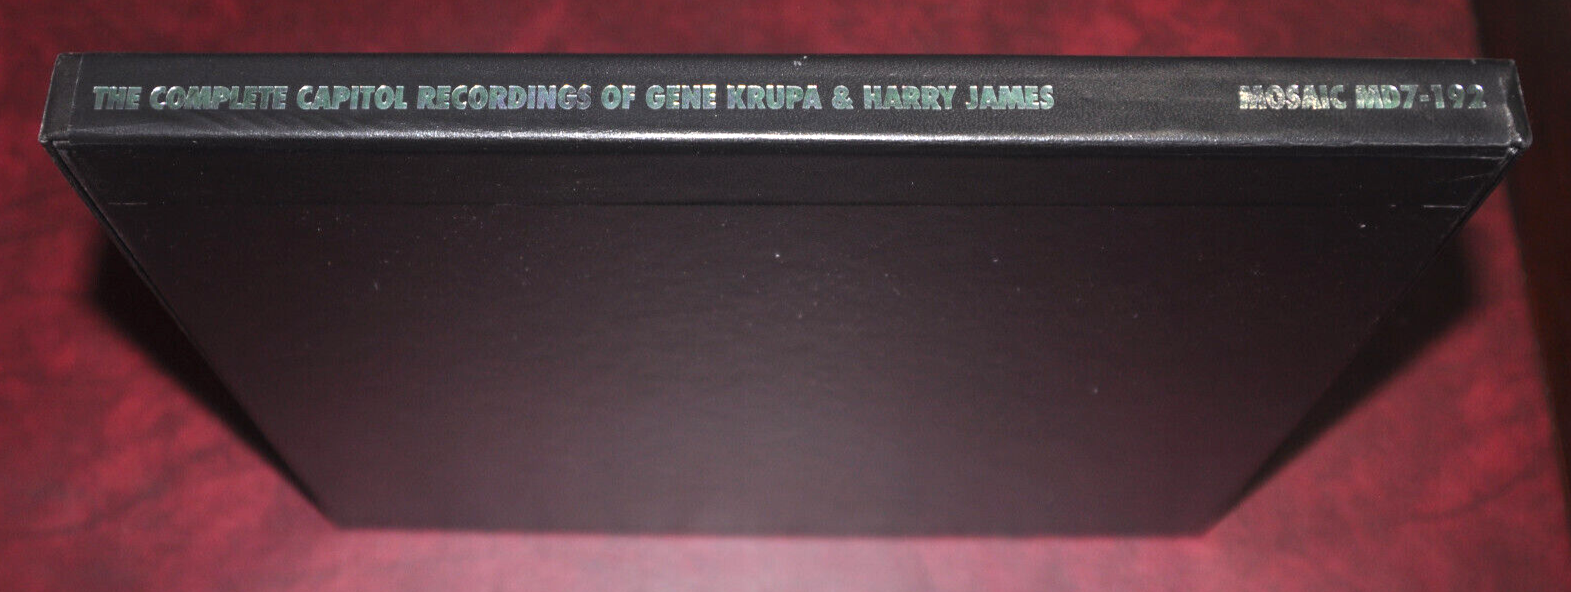 THE COMPLETE CAPITOL RECORDINGS OF GENE KRUPA & HARRY JAMES MOSAIC MD7-192